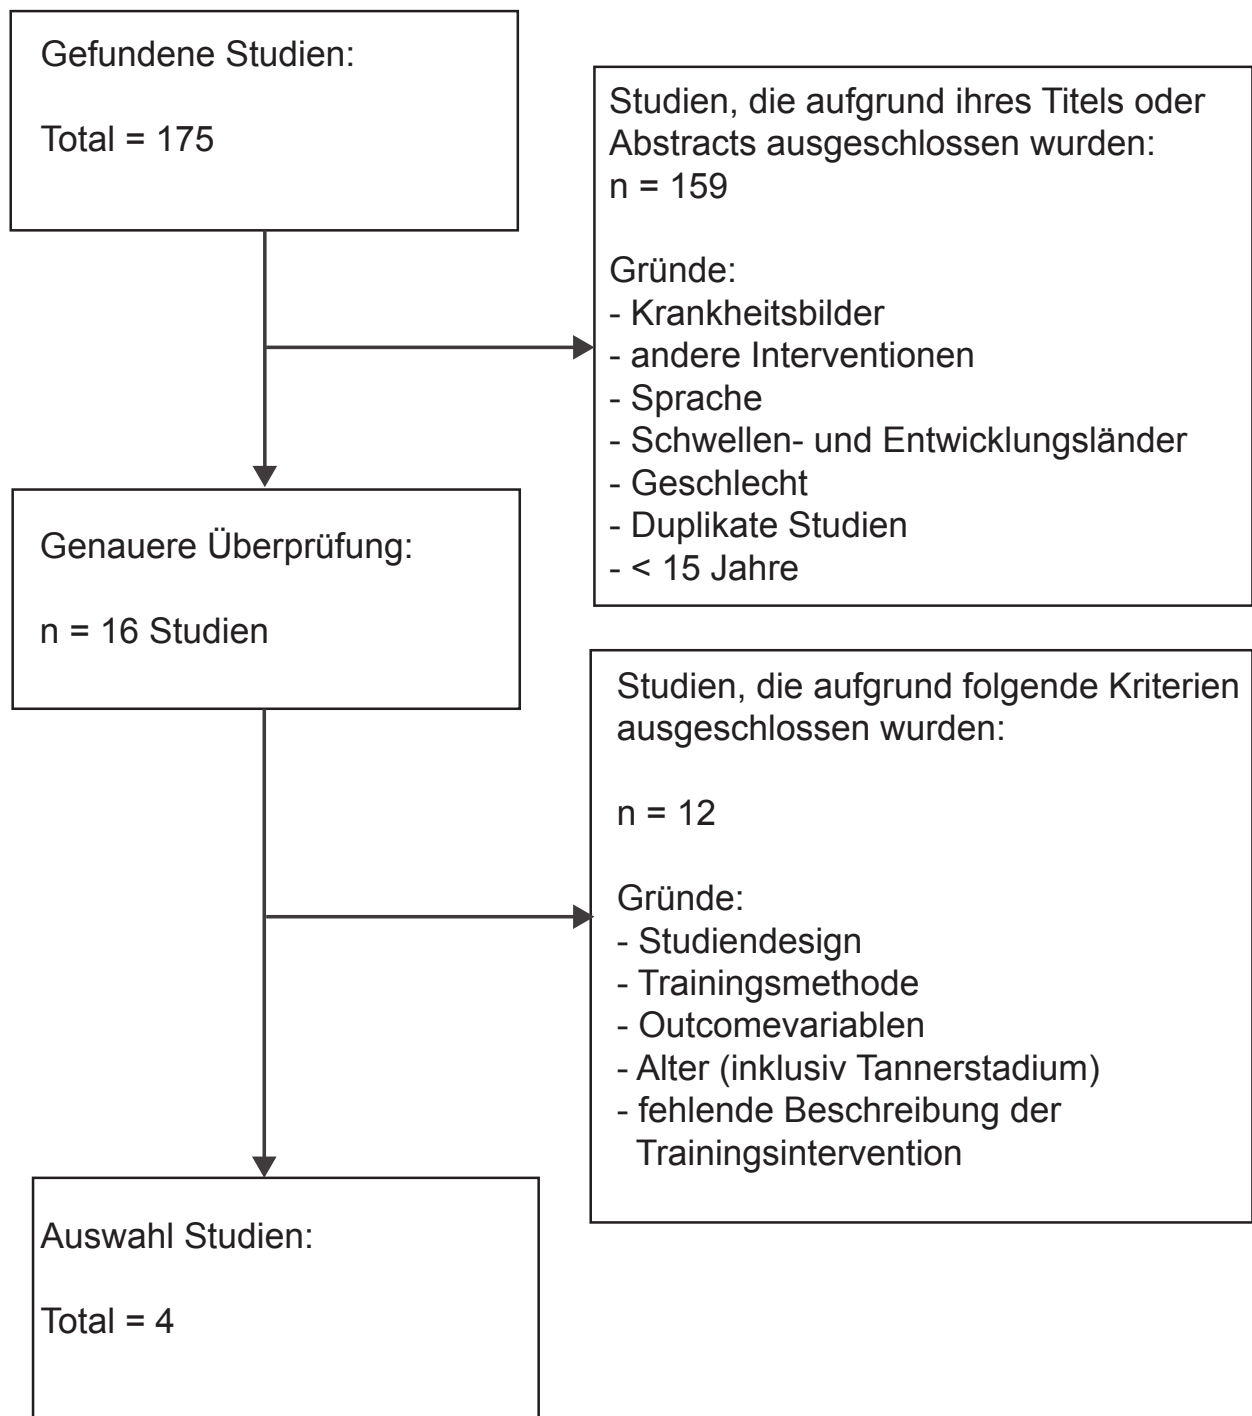 Gefundene Studien:
Total = 175
Studien, die aufgrund ihres Titels oder
Abstracts ausgeschlossen wurden:
n = 159
Gründe:
- Krankheitsbilder
- andere Interventionen
- Sprache
- Schwellen- und Entwicklungsländer
- Geschlecht
- Duplikate Studien
- < 15 Jahre
Genauere Überprüfung:
n = 16 Studien
Studien, die aufgrund folgende Kriterien
ausgeschlossen wurden:
n = 12
Gründe:
- Studiendesign
- Trainingsmethode
- Outcomevariablen
- Alter (inklusiv Tannerstadium)
- fehlende Beschreibung der
Trainingsintervention
Auswahl Studien:
Total = 4